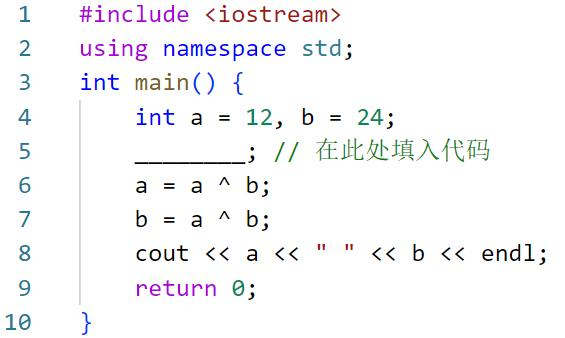 1 #include <iostream>
2 using namespace std;
3 int main() {
4 int a = 12, b = 24;
5 ________; // 在此处填入代码
6 a = a ^ b;
7 b = a ^ b;
8 cout << a << " " << b << endl;
9 return 0;
10 }